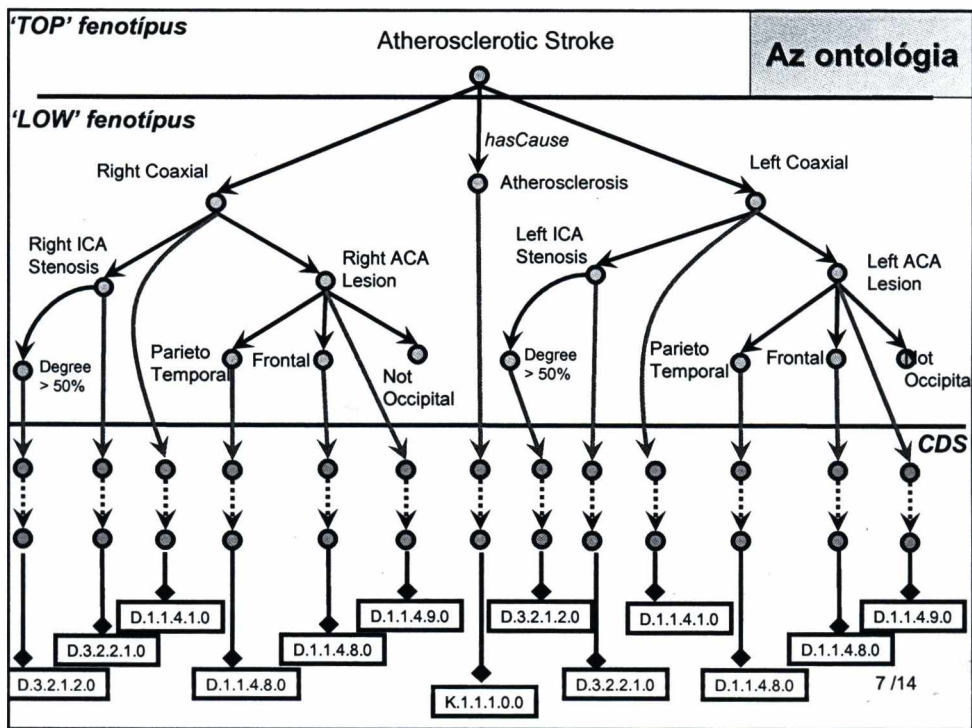 'TOP' fenotípus
Atherosclerotic Stroke
Az ontológia
'LOW' fenotípus
hasCause
Right Coaxial
Atherosclerosis
Left Coaxial
Right ICA
Stenosis
Right ACA
Lesion
Left ICA
Stenosis
Left ACA
Lesion
Degree
> 50%
Parieto
Temporal
Frontal
Not
Occipital
Degree
> 50%
Parieto
Temporal
Frontal
Not
Occipital
CDS
D.1.1.4.1.0
D.1.1.4.9.0
D.3.2.1.2.0
D.1.1.4.1.0
D.1.1.4.9.0
D.3.2.2.1.0
D.1.1.4.8.0
D.1.1.4.8.0
D.3.2.1.2.0
D.1.1.4.8.0
K.1.1.1.0.0
D.3.2.2.1.0
D.1.1.4.8.0
7 /14